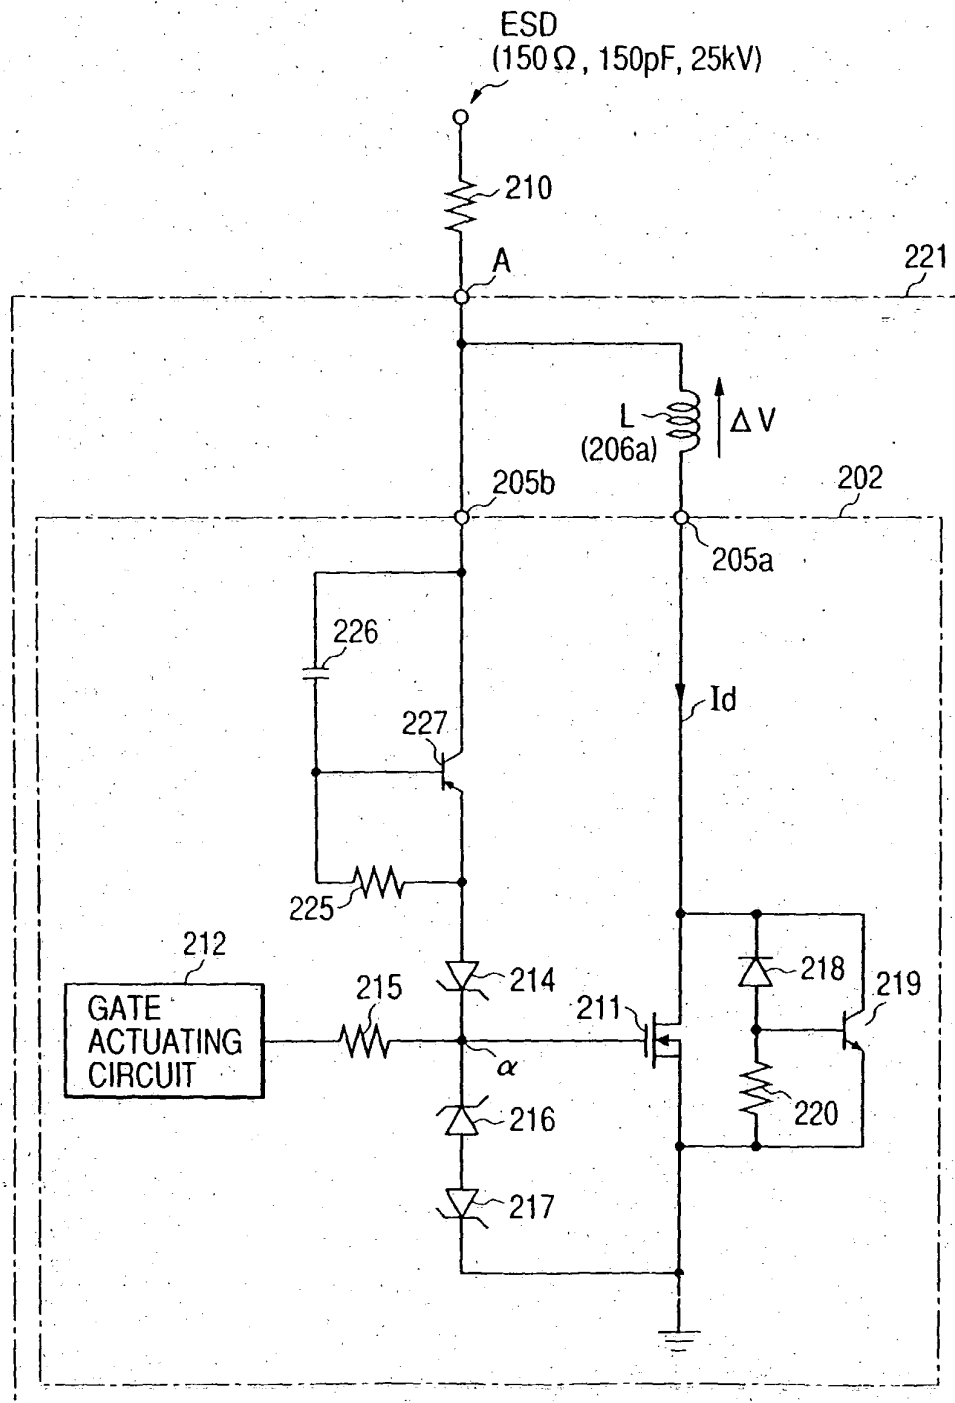 ESD
(150Ω, 150pF, 25kV)
210
A
221
L
(206a)
ΔV
205b
202
205a
226
Id
227
225
212
214
215
211
218
219
GATE
ACTUATING
CIRCUIT
α
216
220
217